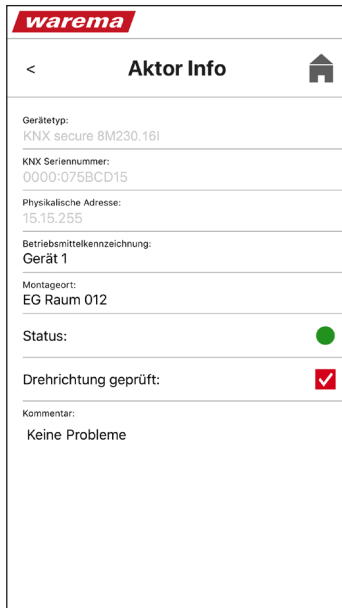 warema
<
Aktor Info
Gerätetyp:
KNX secure 8M230.16I
KNX Seriennummer:
0000:075BCD15
Physikalische Adresse:
15.15.255
Betriebsmittelkennzeichnung:
Gerät 1
Montageort:
EG Raum 012
Status:
Drehrichtung geprüft:
Kommentar:
Keine Probleme